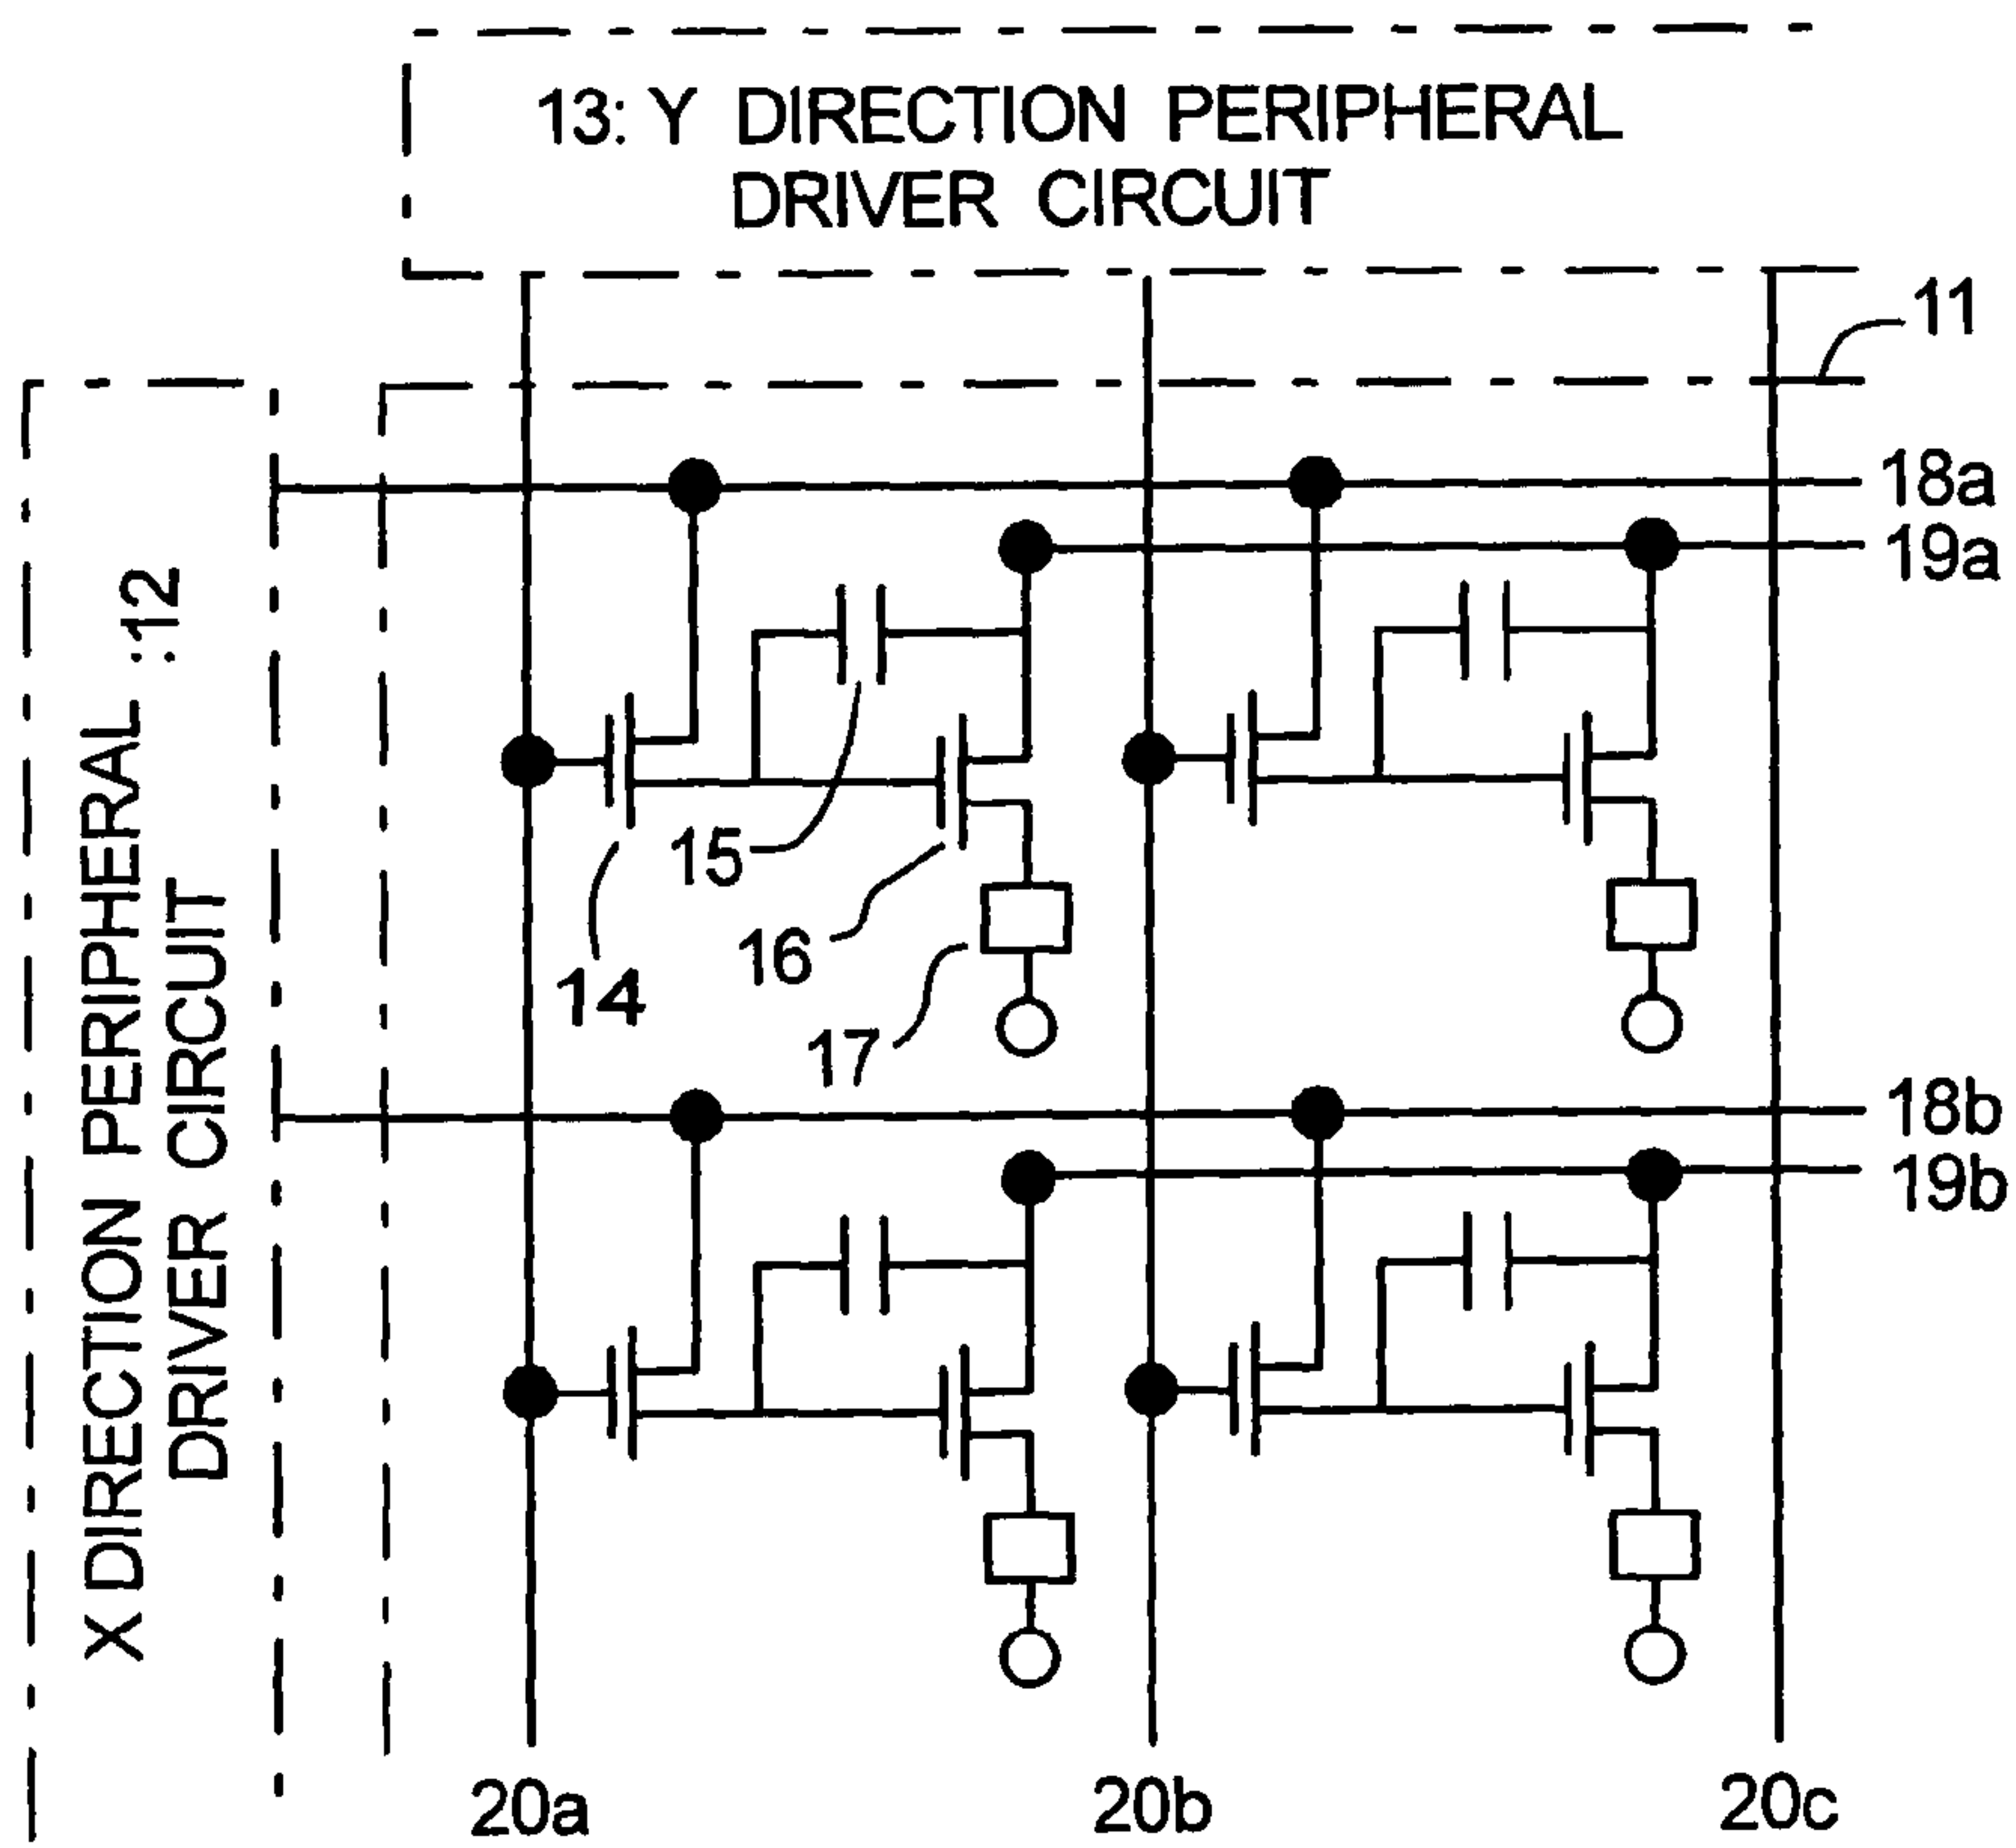 13: Y DIRECTION PERIPHERAL
DRIVER CIRCUIT
11
18a
19a
X DIRECTION PERIPHERAL :12
DRIVER CIRCUIT
14
15
16
17
18b
19b
20a
20b
20c